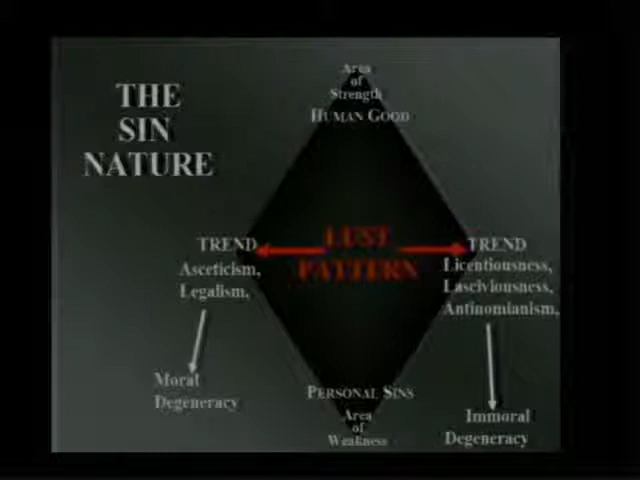 THE
SIN
NATURE
Area
of
Strength
HUMAN GOOD
LUST
PATTERN
TREND
Asceticism,
Legalism,
Moral
Degeneracy
TREND
Licentiousness,
Lasciviousness,
Antinomianism,
Immoral
Degeneracy
PERSONAL SINS
Area
of
Weakness